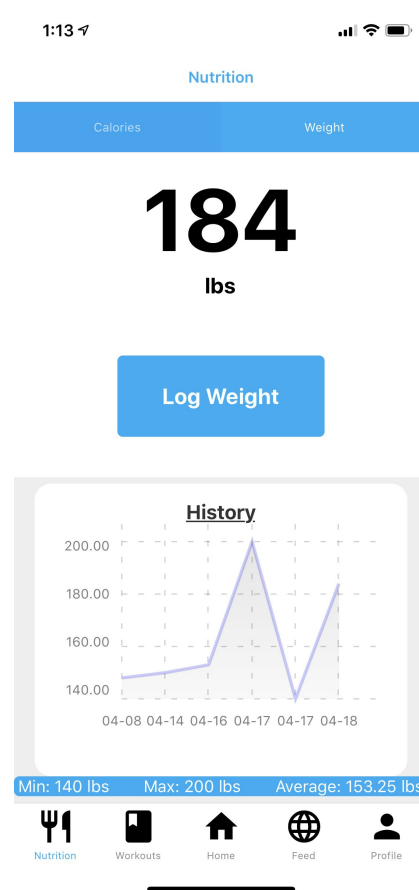 1:13
Nutrition
Calories Weight
184
lbs
Log Weight
History
200.00
180.00
160.00
140.00
04-08 04-14 04-16 04-17 04-17 04-18
Min: 140 lbs Max: 200 lbs Average: 153.25 lbs
Nutrition Workouts Home Feed Profile